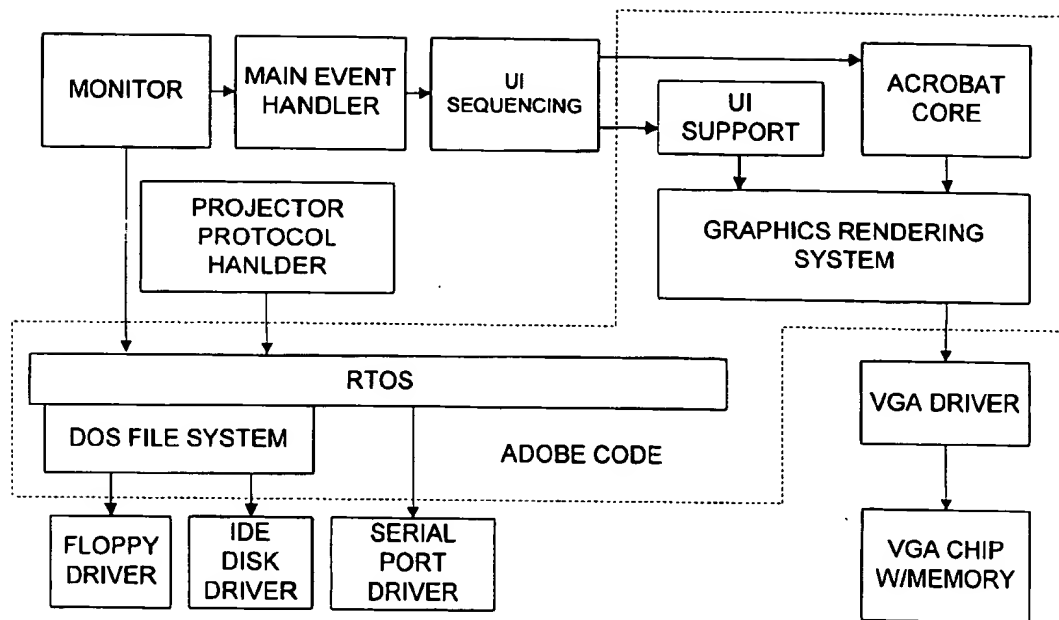 MONITOR
MAIN EVENT
HANDLER
UI
SEQUENCING
UI
SUPPORT
ACROBAT
CORE
PROJECTOR
PROTOCOL
HANLDER
GRAPHICS RENDERING
SYSTEM
RTOS
DOS FILE SYSTEM
ADOBE CODE
VGA DRIVER
FLOPPY
DRIVER
IDE
DISK
DRIVER
SERIAL
PORT
DRIVER
VGA CHIP
W/MEMORY